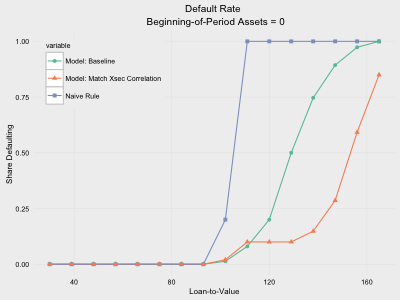 Default Rate
Beginning-of-Period Assets = 0
variable
Model: Baseline
Model: Match Xsec Correlation
Naive Rule
Share Defaulting
1.00
0.75
0.50
0.25
0.00
40
80
120
160
Loan-to-Value